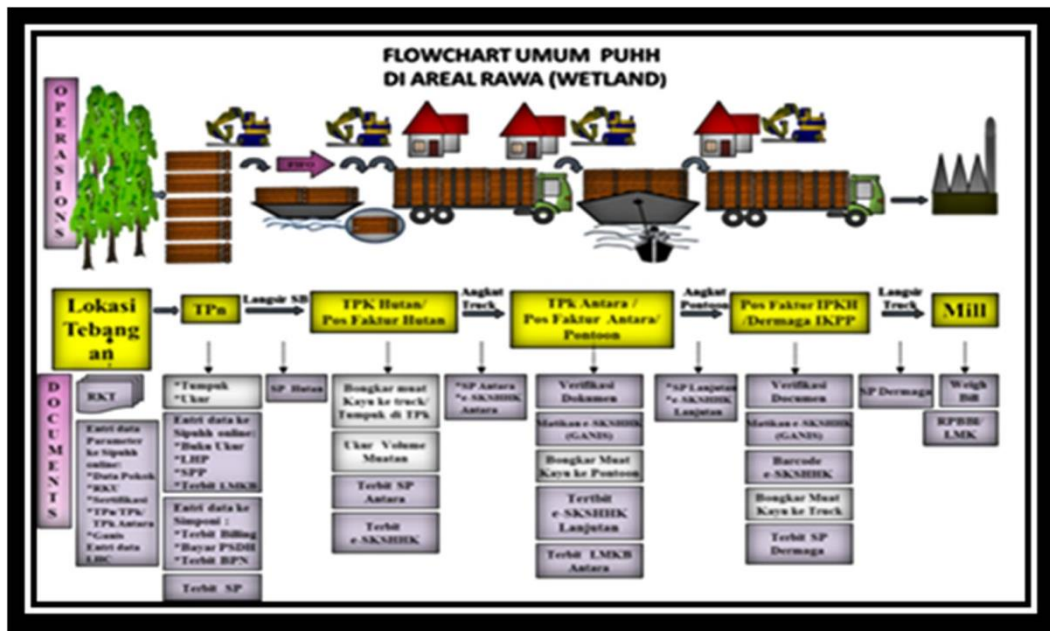 FLOWCHART UMUM PUHH
DI AREAL RAWA (WETLAND)
OPERASIONS
Lokasi
Tebang
an
TPn
Langsir SB
TPK Hutan/
Pos Faktur Hutan
Angkut
Truck
TPk Antara /
Pos Faktur Antara/
Pontoon
Angkut
Pontoon
Pos Faktur IPKH
/Dermaga IKPP
Langsir
Truck
Mill
DOCUMENTS
RKT
Entri data
Parameter
ke Sipuhh
online:
*Data Pokok
*RKU
*Sertifikasi
*TPn/TPk/
TPk Antara
*Ganis
Entri data
LHC
*Tumpuk
*Ukur
Entri data ke
Sipuhh online:
*Buku Ukur
*LHP
*SPP
*Terbit LMKB
Entri data ke
Simponi :
*Terbit Billing
*Bayar PSDH
*Terbit BPN
Terbit SP
SP Hutan
Bongkar muat
Kayu ke truck/
Tumpuk di TPk
Ukur Volume
Muatan
Terbit SP
Antara
Terbit
e-SKSHHK
*SP Antara
*e-SKSHHK
Antara
Verifikasi
Dokumen
Matikan e-SKSHHK
(GANIS)
Bongkar Muat
Kayu ke Pontoon
Tertbit
e-SKSHHK
Lanjutan
Terbit LMKB
Antara
*SP Lanjutan
*e-SKSHHK
Lanjutan
Verifikasi
Documen
Matikan e-SKSHHK
(GANIS)
Barcode
e-SKSHHK
Bongkar Muat
Kayu ke Truck
Terbit SP
Dermaga
SP Dermaga
Weigh
Bill
RPBBI/
LMK